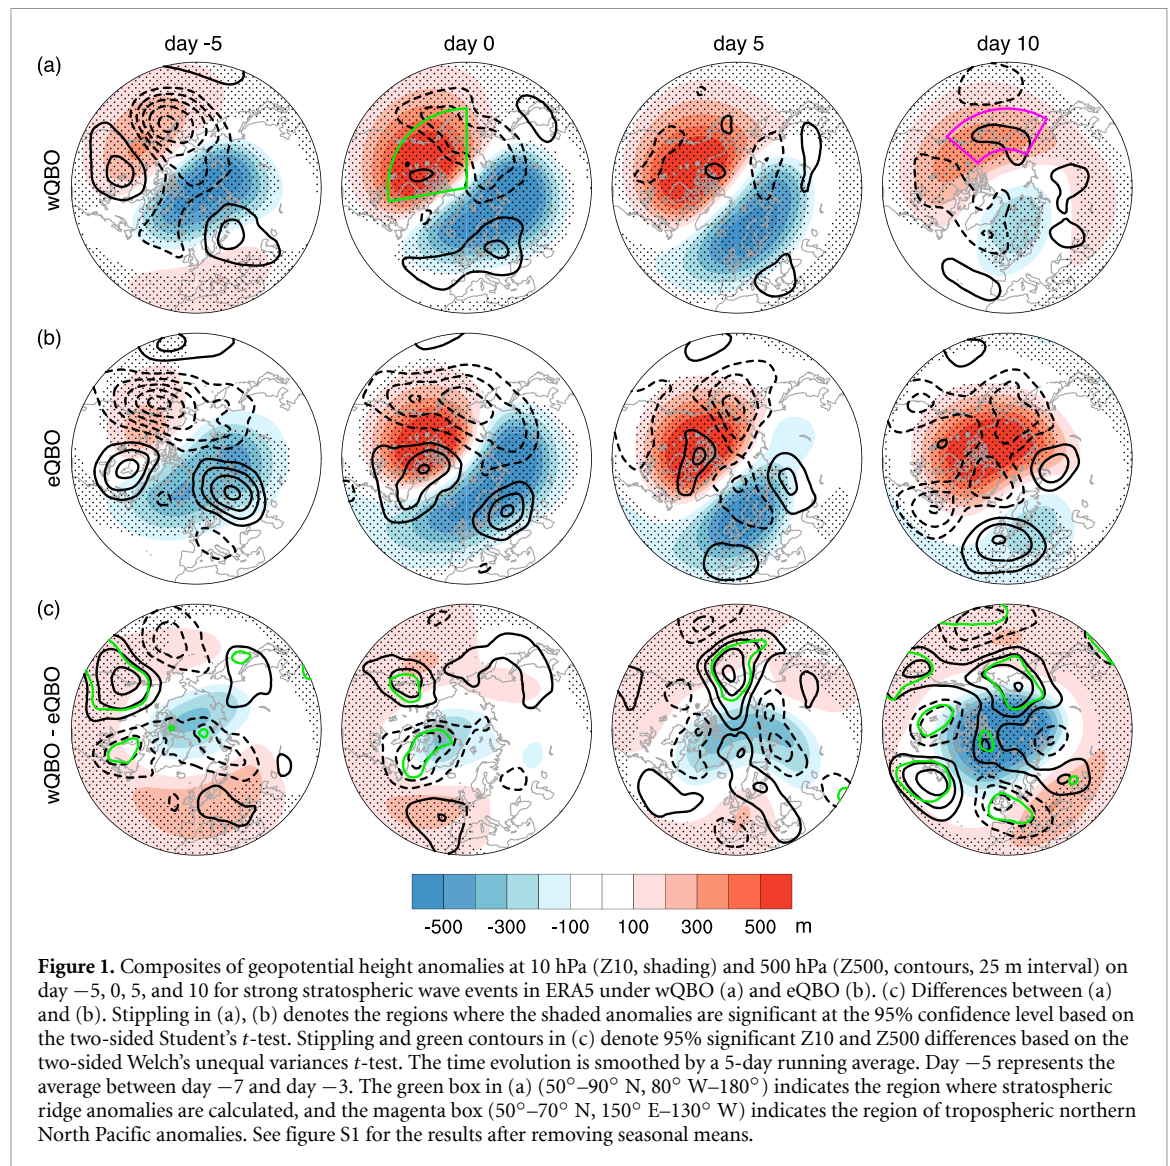 day -5 day 0 day 5 day 10
(a)
wQBO
(b)
eQBO
(c)
wQBO - eQBO
-500 -300 -100 100 300 500 m
Figure 1. Composites of geopotential height anomalies at 10 hPa (Z10, shading) and 500 hPa (Z500, contours, 25 m interval) on
day −5, 0, 5, and 10 for strong stratospheric wave events in ERA5 under wQBO (a) and eQBO (b). (c) Differences between (a)
and (b). Stippling in (a), (b) denotes the regions where the shaded anomalies are significant at the 95% confidence level based on
the two-sided Student's t-test. Stippling and green contours in (c) denote 95% significant Z10 and Z500 differences based on the
two-sided Welch's unequal variances t-test. The time evolution is smoothed by a 5-day running average. Day −5 represents the
average between day −7 and day −3. The green box in (a) (50°–90° N, 80° W–180°) indicates the region where stratospheric
ridge anomalies are calculated, and the magenta box (50°–70° N, 150° E–130° W) indicates the region of tropospheric northern
North Pacific anomalies. See figure S1 for the results after removing seasonal means.